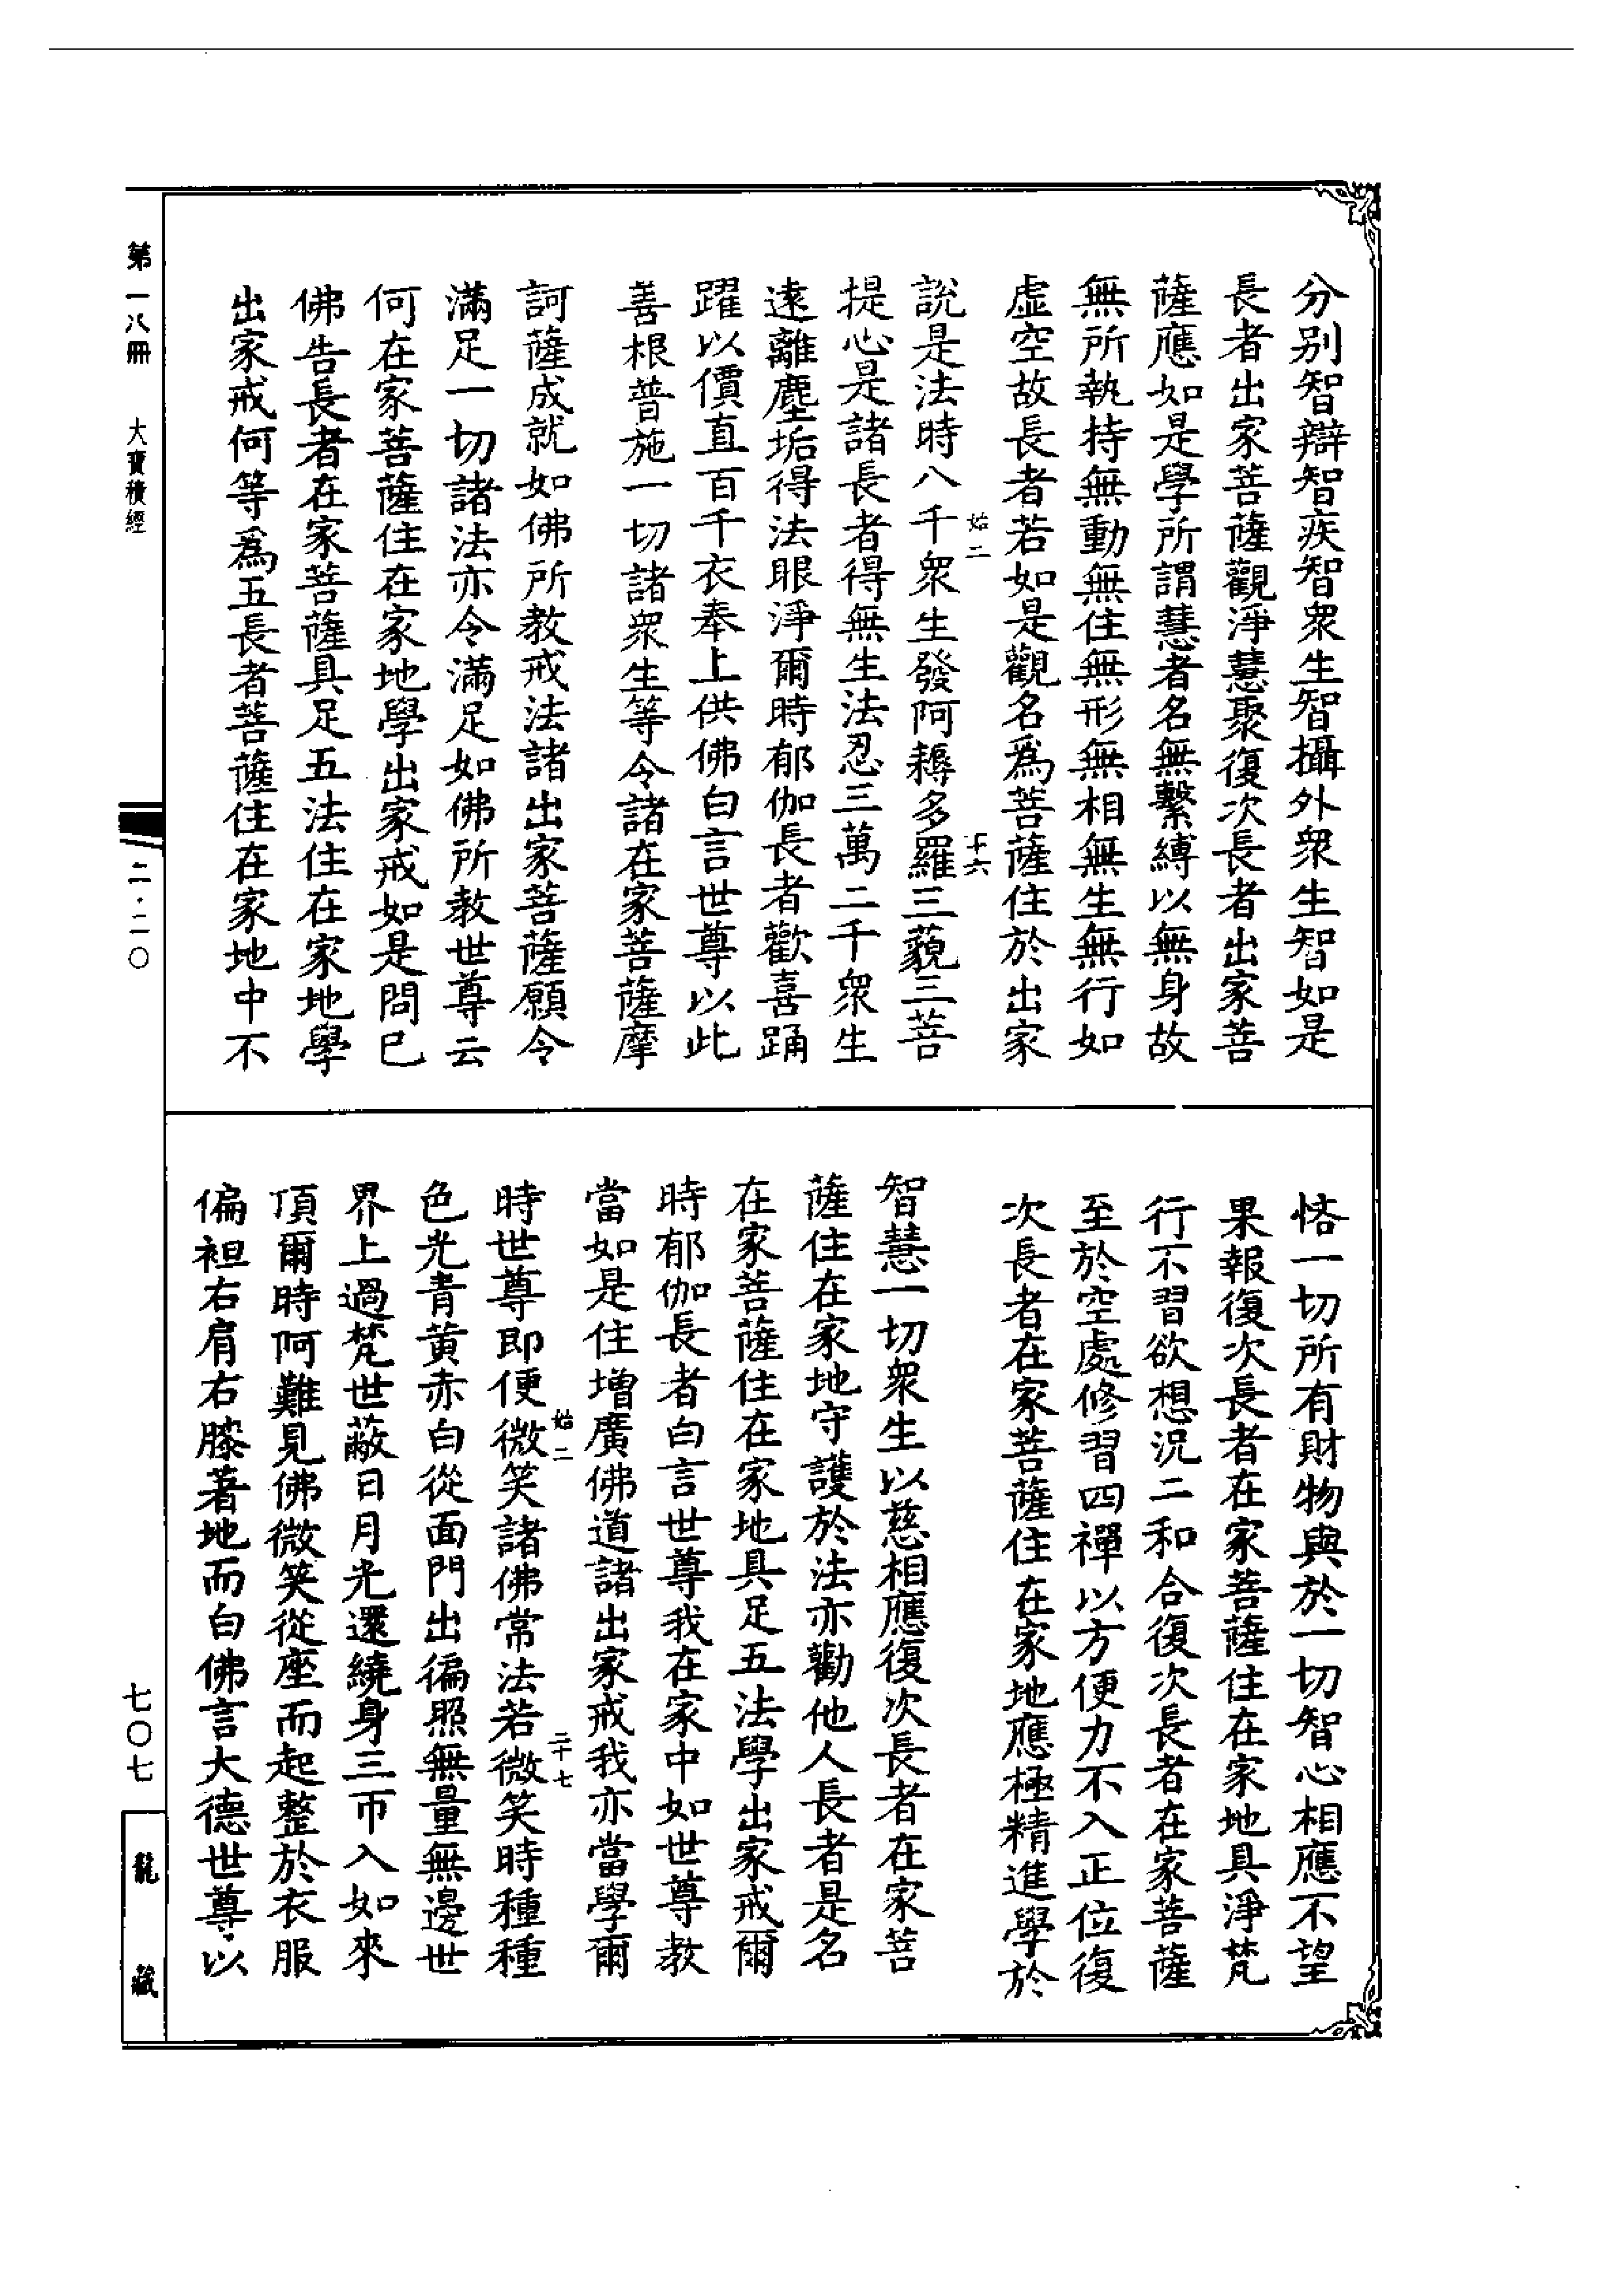 分別智辯智疾智衆生智攝外衆生智如是
長者出家菩薩觀淨慧聚復次長者出家菩
薩應如是學所謂慧者名無繫縛以無身故
無所執持無動無住無形無相無生無行如
虛空故長者若如是觀名爲菩薩住於出家
始二 十六
說是法時八千衆生發阿耨多羅三藐三菩
提心是諸長者得無生法忍三萬二千衆生
遠離塵垢得法眼淨爾時郁伽長者歡喜踊
躍以價直百千衣奉上供佛白言世尊以此
善根普施一切諸衆生等令諸在家菩薩摩
訶薩成就如佛所教戒法諸出家菩薩願令
滿足一切諸法亦令滿足如佛所教世尊云
何在家菩薩住在家地學出家戒如是問已
佛告長者在家菩薩具足五法住在家地學
出家戒何等爲五長者菩薩住在家地中不
悋一切所有財物與於一切智心相應不望
果報復次長者在家菩薩住在家地具淨梵
行不習欲想況二和合復次長者在家菩薩
至於空處修習四禪以方便力不入正位復
次長者在家菩薩住在家地應極精進學於
智慧一切衆生以慈相應復次長者在家菩
薩住在家地守護於法亦勸他人長者是名
在家菩薩住在家地具足五法學出家戒爾
時郁伽長者白言世尊我在家中如世尊教
當如是住增廣佛道諸出家戒我亦當學爾
始二 二十七
時世尊即便微笑諸佛常法若微笑時種種
色光青黃赤白從面門出徧照無量無邊世
界上過梵世蔽日月光還繞身三帀入如來
頂爾時阿難見佛微笑從座而起整於衣服
偏袒右肩右膝著地而白佛言大德世尊以
第一八冊 大寶積經 二·二〇 七〇七 龍藏